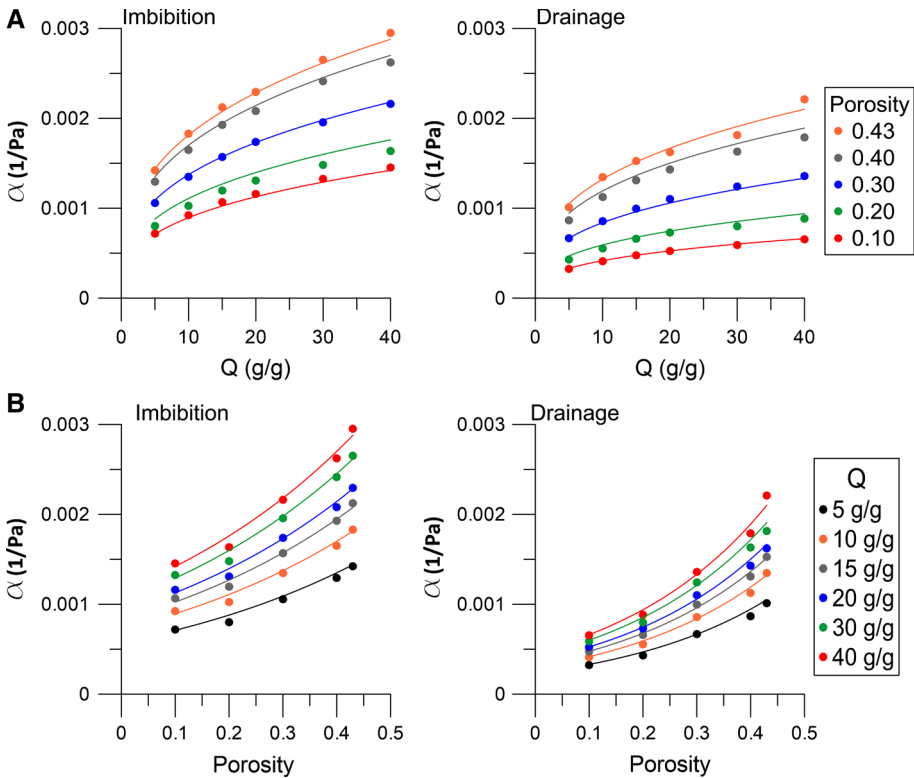 A
Imbibition
Drainage
0.003
0.002
0.001
0
α (1/Pa)
0 10 20 30 40
Q (g/g)
0.003
0.002
0.001
0
α (1/Pa)
0 10 20 30 40
Q (g/g)
Porosity
0.43
0.40
0.30
0.20
0.10
B
Imbibition
Drainage
0.003
0.002
0.001
0
α (1/Pa)
0 0.1 0.2 0.3 0.4 0.5
Porosity
0.003
0.002
0.001
0
α (1/Pa)
0 0.1 0.2 0.3 0.4 0.5
Porosity
Q
5 g/g
10 g/g
15 g/g
20 g/g
30 g/g
40 g/g